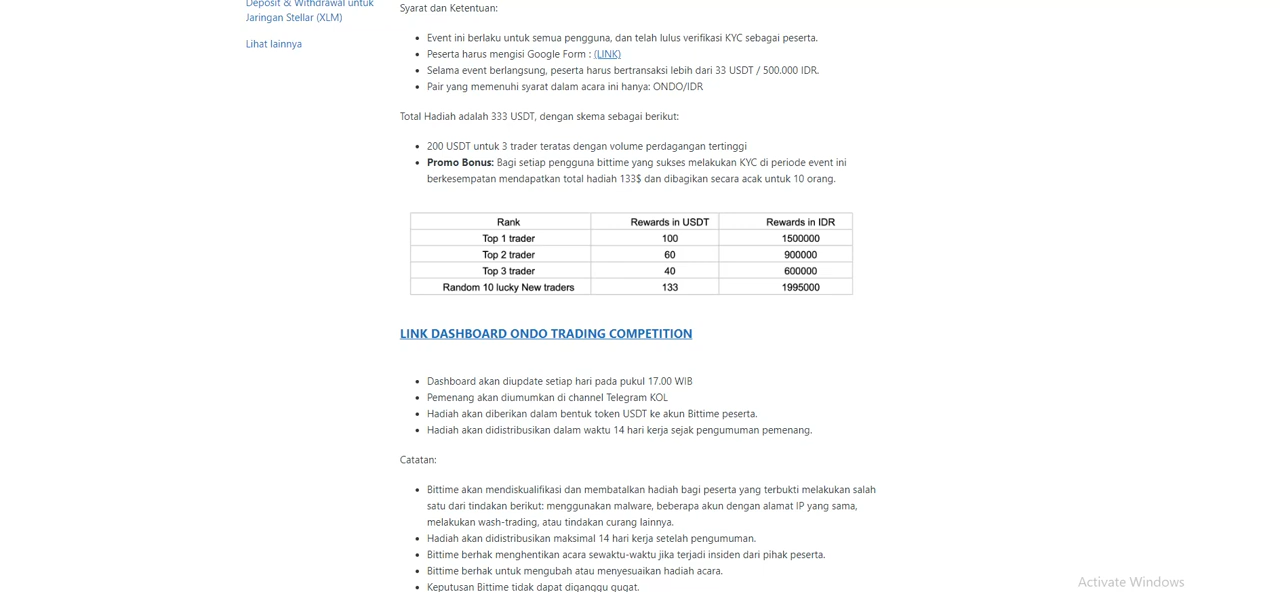 Deposit & Withdrawal untuk
Jaringan Stellar (XLM)
Lihat lainnya
Syarat dan Ketentuan:
Event ini berlaku untuk semua pengguna, dan telah lulus verifikasi KYC sebagai peserta.
Peserta harus mengisi Google Form : (LINK)
Selama event berlangsung, peserta harus bertransaksi lebih dari 33 USDT / 500.000 IDR.
Pair yang memenuhi syarat dalam acara ini hanya: ONDO/IDR
Total Hadiah adalah 333 USDT, dengan skema sebagai berikut:
200 USDT untuk 3 trader teratas dengan volume perdagangan tertinggi
Promo Bonus: Bagi setiap pengguna bittime yang sukses melakukan KYC di periode event ini
berkesempatan mendapatkan total hadiah 133$ dan dibagikan secara acak untuk 10 orang.
Rank Rewards in USDT Rewards in IDR
Top 1 trader 100 1500000
Top 2 trader 60 900000
Top 3 trader 40 600000
Random 10 lucky New traders 133 1995000
LINK DASHBOARD ONDO TRADING COMPETITION
Dashboard akan diupdate setiap hari pada pukul 17.00 WIB
Pemenang akan diumumkan di channel Telegram KOL
Hadiah akan diberikan dalam bentuk token USDT ke akun Bittime peserta.
Hadiah akan didistribusikan dalam waktu 14 hari kerja sejak pengumuman pemenang.
Catatan:
Bittime akan mendiskualifikasi dan membatalkan hadiah bagi peserta yang terbukti melakukan salah
satu dari tindakan berikut: menggunakan malware, beberapa akun dengan alamat IP yang sama,
melakukan wash-trading, atau tindakan curang lainnya.
Hadiah akan didistribusikan maksimal 14 hari kerja setelah pengumuman.
Bittime berhak menghentikan acara sewaktu-waktu jika terjadi insiden dari pihak peserta.
Bittime berhak untuk mengubah atau menyesuaikan hadiah acara.
Keputusan Bittime tidak dapat diganggu gugat.
Activate Windows